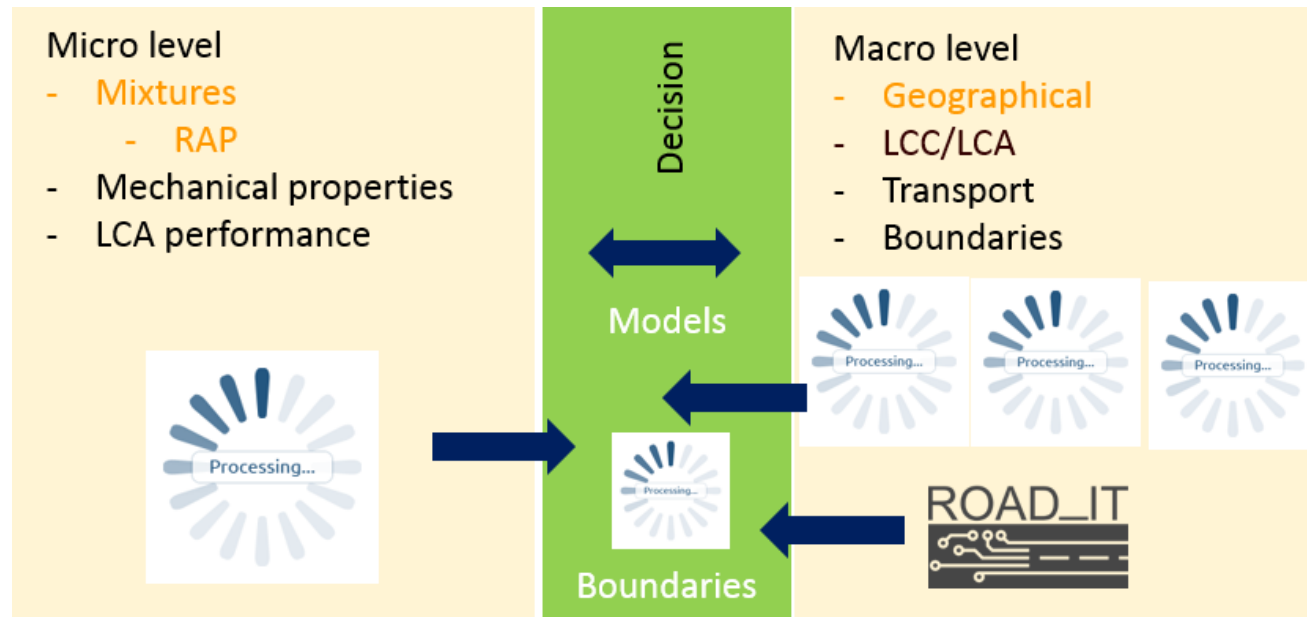 Micro level
- Mixtures
- RAP
- Mechanical properties
- LCA performance
Processing...
Decision
Models
Processing...
Boundaries
Macro level
- Geographical
- LCC/LCA
- Transport
- Boundaries
Processing...
Processing...
Processing...
ROAD_IT